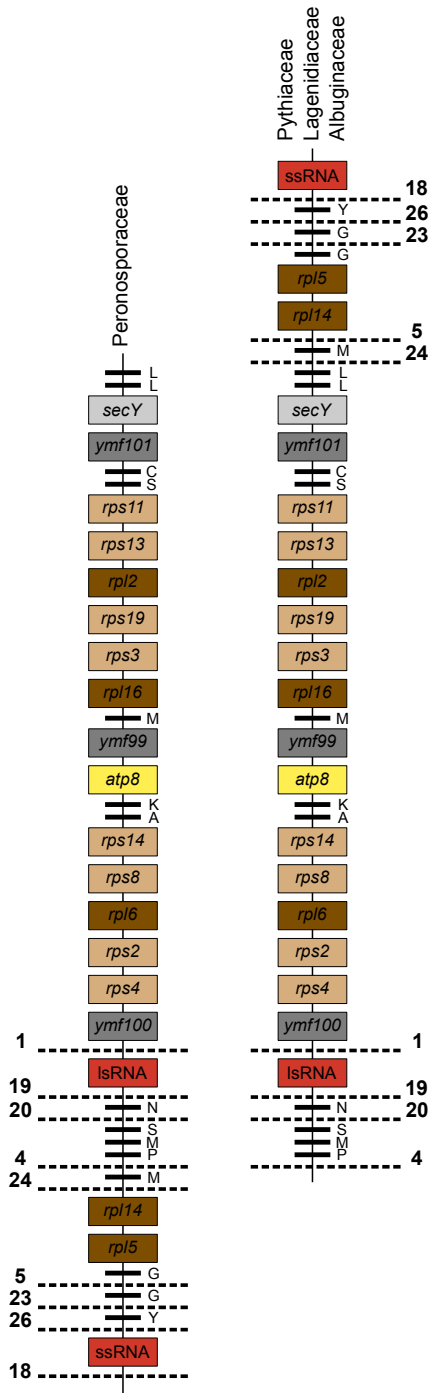 Peronosporaceae
L
L
secY
ymf101
C
S
rps11
rps13
rpl2
rps19
rps3
rpl16
M
ymf99
atp8
K
A
rps14
rps8
rpl6
rps2
rps4
ymf100
1
lsRNA
19
N
20
S
M
P
4
M
24
rpl14
rpl5
G
5
G
23
Y
26
ssRNA
18
Pythiaceae
Lagenidiaceae
Albuginaceae
ssRNA
18
Y
26
G
23
G
rpl5
rpl14
5
M
24
L
L
secY
ymf101
C
S
rps11
rps13
rpl2
rps19
rps3
rpl16
M
ymf99
atp8
K
A
rps14
rps8
rpl6
rps2
rps4
ymf100
1
lsRNA
19
N
20
S
M
P
4